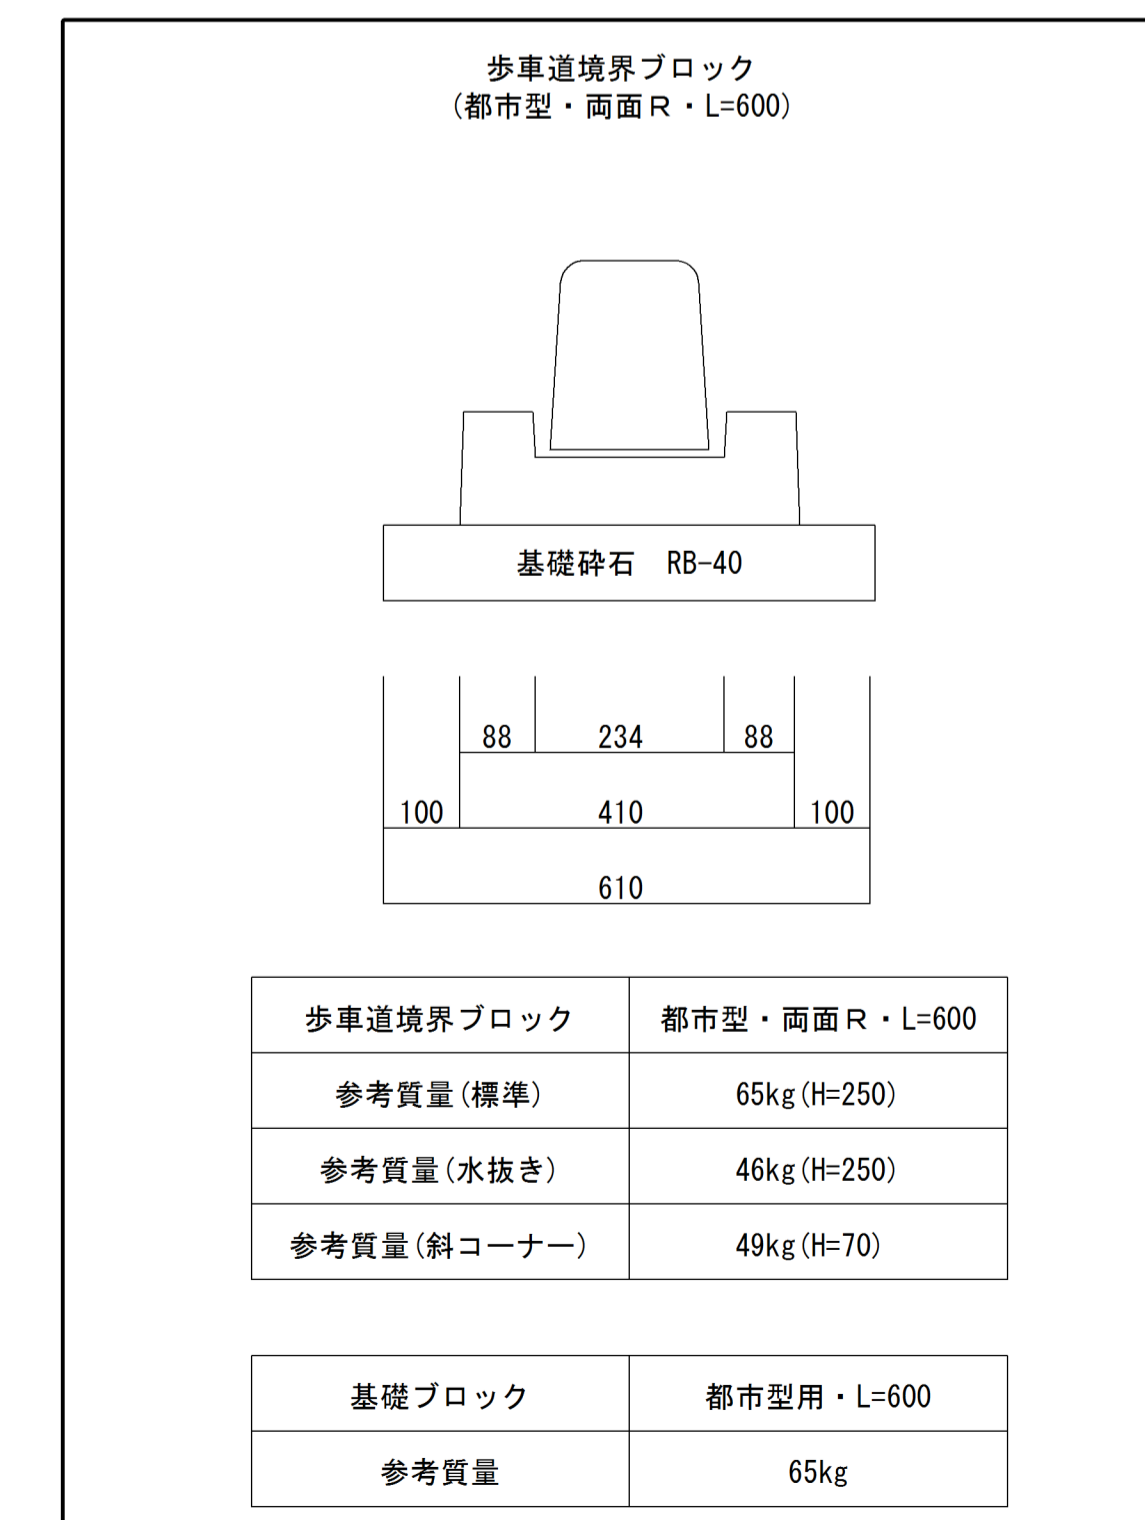 歩車道境界ブロック
(都市型・両面Ｒ・L=600)
基礎砕石　RB-40
88 234 88
100 410 100
610
歩車道境界ブロック 都市型・両面Ｒ・L=600
参考質量(標準) 65kg(H=250)
参考質量(水抜き) 46kg(H=250)
参考質量(斜コーナー) 49kg(H=70)
基礎ブロック 都市型用・L=600
参考質量 65kg